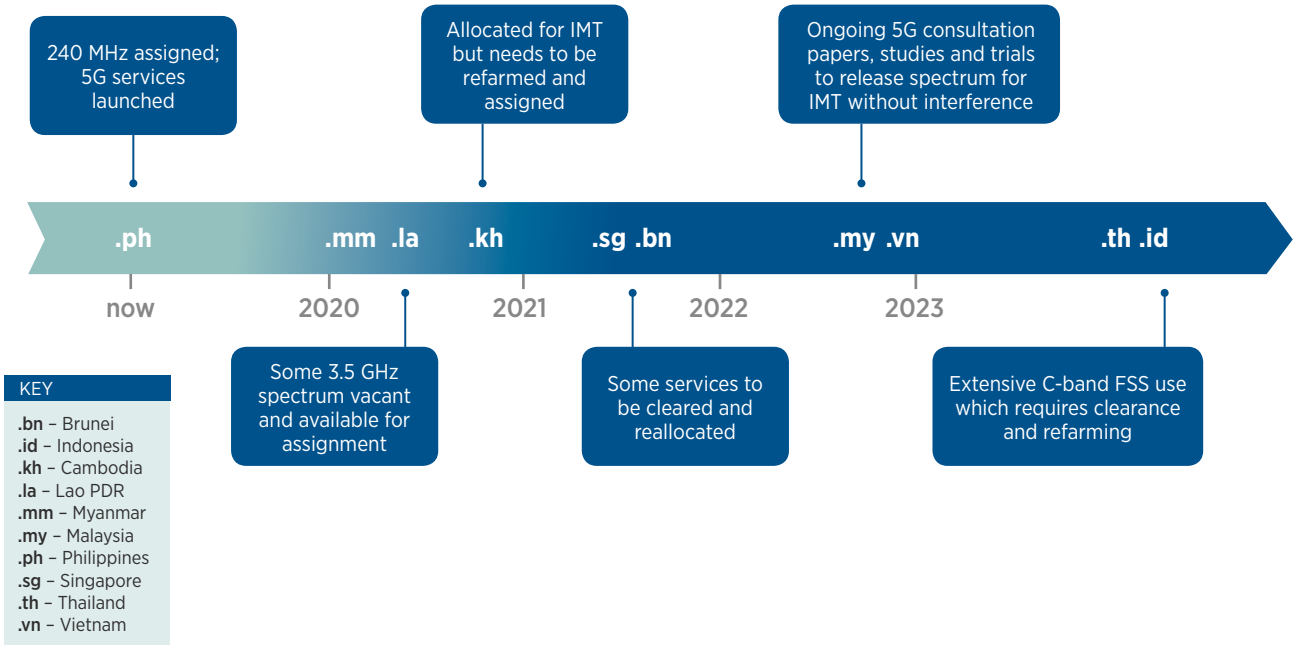 240 MHz assigned;
5G services
launched
Allocated for IMT
but needs to be
refarmed and
assigned
Ongoing 5G consultation
papers, studies and trials
to release spectrum for
IMT without interference
.ph
.mm .la
.kh
.sg .bn
.my .vn
.th .id
now
2020
2021
2022
2023
Some 3.5 GHz
spectrum vacant
and available for
assignment
Some services to
be cleared and
reallocated
Extensive C-band FSS use
which requires clearance
and refarming
KEY
.bn – Brunei
.id – Indonesia
.kh – Cambodia
.la – Lao PDR
.mm – Myanmar
.my – Malaysia
.ph – Philippines
.sg – Singapore
.th – Thailand
.vn – Vietnam